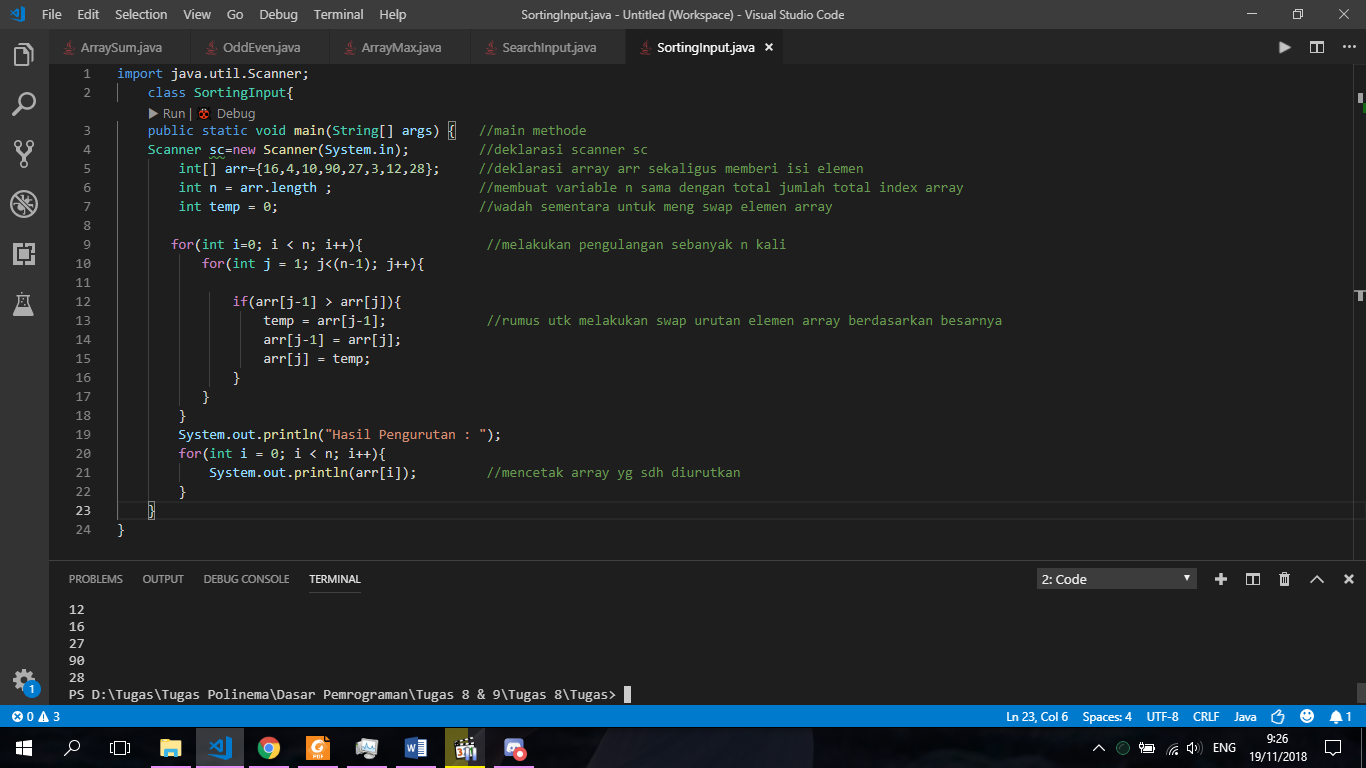 File Edit Selection View Go Debug Terminal Help SortingInput.java - Untitled (Workspace) - Visual Studio Code
ArraySum.java OddEven.java ArrayMax.java SearchInput.java SortingInput.java
1 import java.util.Scanner;
2 class SortingInput{
Run | Debug
3 public static void main(String[] args) { //main methode
4 Scanner sc=new Scanner(System.in); //deklarasi scanner sc
5 int[] arr={16,4,10,90,27,3,12,28}; //deklarasi array arr sekaligus memberi isi elemen
6 int n = arr.length ; //membuat variable n sama dengan total jumlah total index array
7 int temp = 0; //wadah sementara untuk meng swap elemen array
8
9 for(int i=0; i < n; i++){ //melakukan pengulangan sebanyak n kali
10 for(int j = 1; j<(n-1); j++){
11
12 if(arr[j-1] > arr[j]){
13 temp = arr[j-1]; //rumus utk melakukan swap urutan elemen array berdasarkan besarnya
14 arr[j-1] = arr[j];
15 arr[j] = temp;
16 }
17 }
18 }
19 System.out.println("Hasil Pengurutan : ");
20 for(int i = 0; i < n; i++){
21 System.out.println(arr[i]); //mencetak array yg sdh diurutkan
22 }
23 }
24 }
PROBLEMS OUTPUT DEBUG CONSOLE TERMINAL 2: Code
12
16
27
90
28
PS D:\Tugas\Tugas Polinema\Dasar Pemrograman\Tugas 8 & 9\Tugas 8\Tugas>
1
0 3 Ln 23, Col 6 Spaces: 4 UTF-8 CRLF Java 1
ENG 9:26
19/11/2018